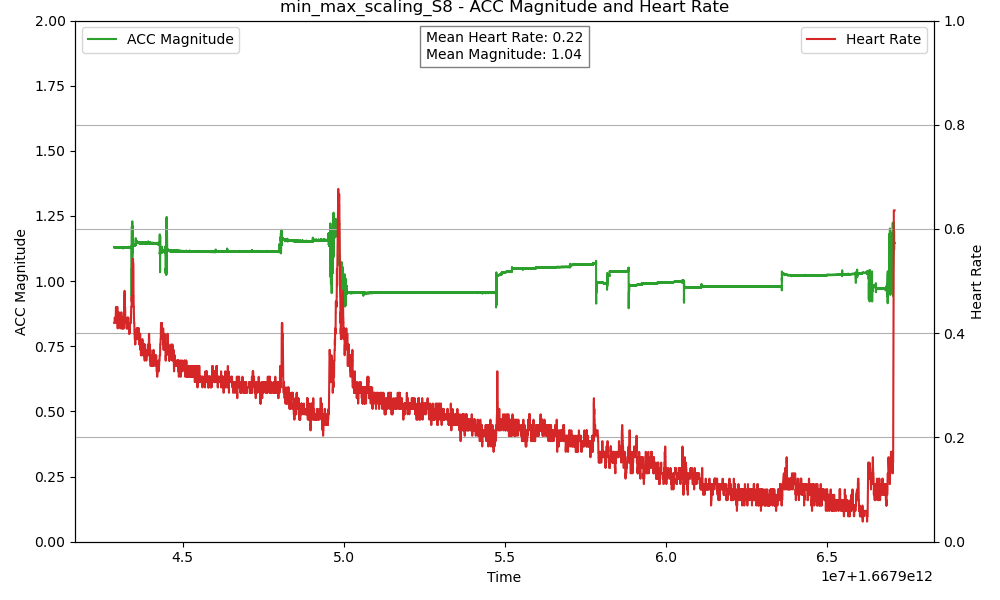 min_max_scaling_S8 - ACC Magnitude and Heart Rate
ACC Magnitude
Mean Heart Rate: 0.22
Mean Magnitude: 1.04
Heart Rate
2.00
1.75
1.50
1.25
1.00
0.75
0.50
0.25
0.00
ACC Magnitude
1.0
0.8
0.6
0.4
0.2
0.0
Heart Rate
4.5
5.0
5.5
6.0
6.5
Time
1e7+1.6679e12